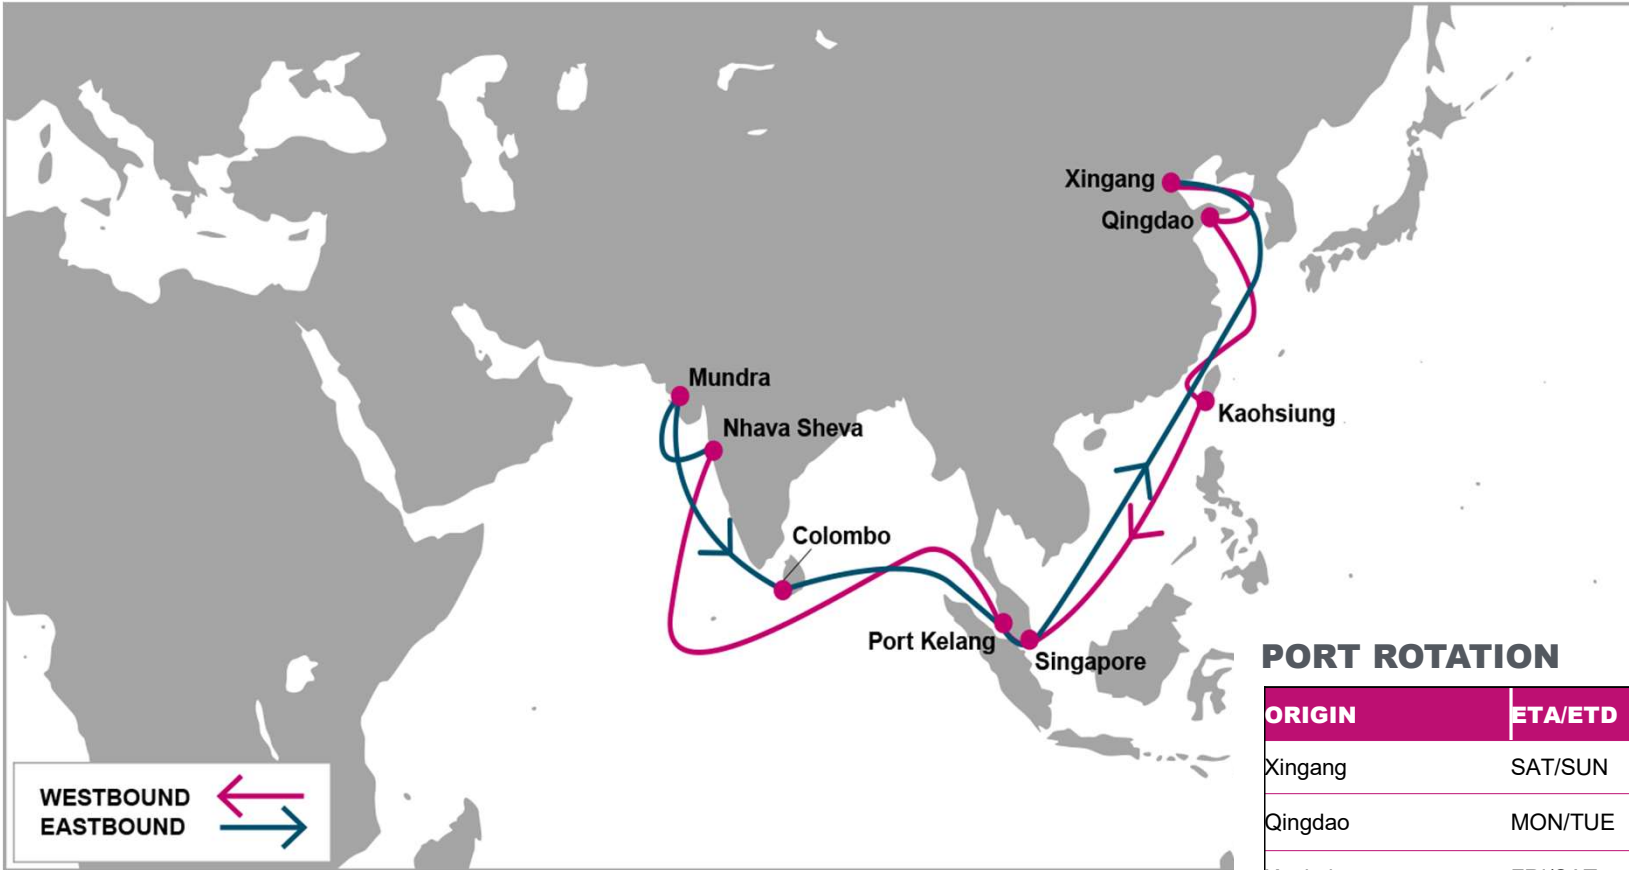 Xingang
Qingdao
Mundra
Nhava Sheva
Kaohsiung
Colombo
Port Kelang
Singapore
WESTBOUND
EASTBOUND
PORT ROTATION
ORIGIN ETA/ETD
Xingang SAT/SUN
Qingdao MON/TUE